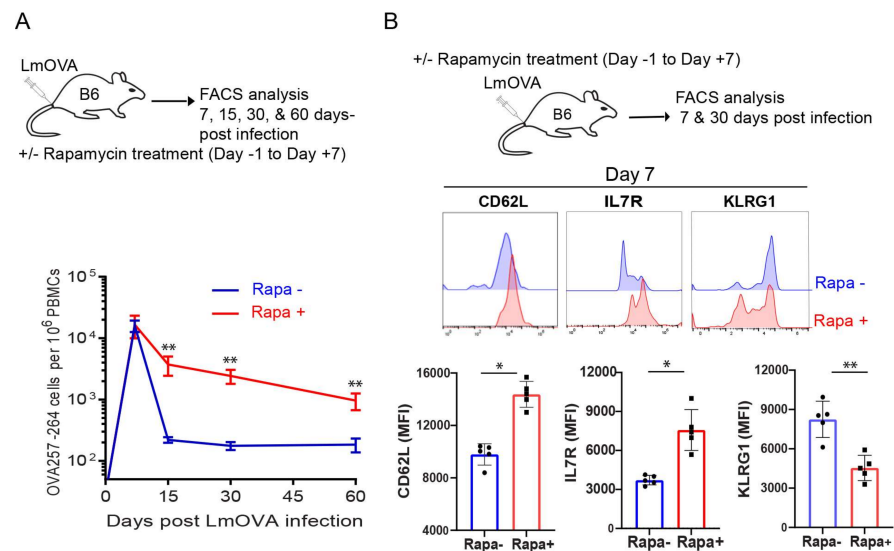 A
LmOVA
B6
FACS analysis
7, 15, 30, & 60 days-
post infection
+/- Rapamycin treatment (Day -1 to Day +7)
OVA257 -264 cells per 10⁶ PBMCs
10⁵
10⁴
10³
10²
Rapa -
Rapa +
**
**
**
0
15
30
45
60
Days post LmOVA infection
B
+/- Rapamycin treatment (Day -1 to Day +7)
LmOVA
B6
FACS analysis
7 & 30 days post infection
Day 7
CD62L
IL7R
KLRG1
Rapa -
Rapa +
CD62L (MFI)
16000
12000
8000
4000
*
Rapa-
Rapa+
IL7R (MFI)
12000
9000
6000
3000
0
*
Rapa-
Rapa+
KLRG1 (MFI)
12000
9000
6000
3000
0
**
Rapa-
Rapa+